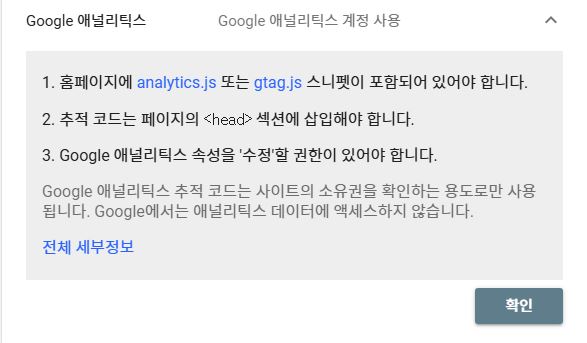 Google 애널리틱스 Google 애널리틱스 계정 사용
1. 홈페이지에 analytics.js 또는 gtag.js 스니펫이 포함되어 있어야 합니다.
2. 추적 코드는 페이지의 <head> 섹션에 삽입해야 합니다.
3. Google 애널리틱스 속성을 '수정'할 권한이 있어야 합니다.
Google 애널리틱스 추적 코드는 사이트의 소유권을 확인하는 용도로만 사용
됩니다. Google에서는 애널리틱스 데이터에 액세스하지 않습니다.
전체 세부정보
확인